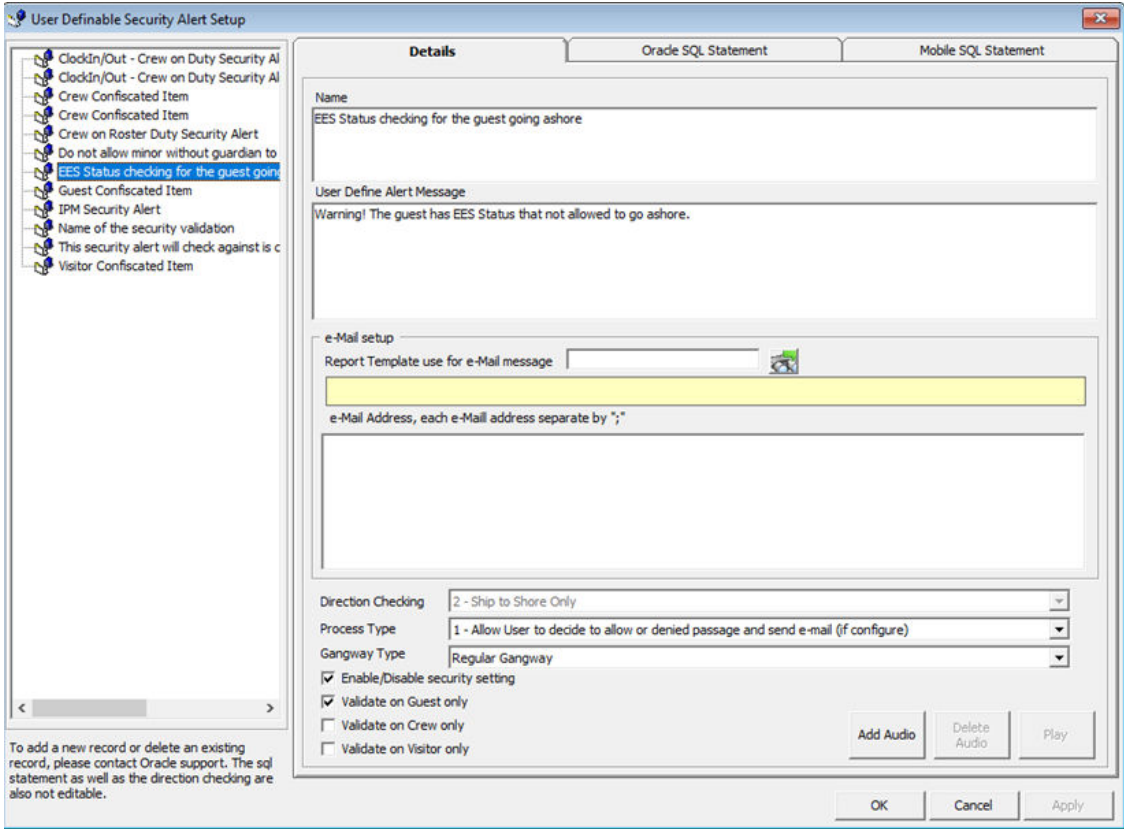 User Definable Security Alert Setup
ClockIn/Out - Crew on Duty Security Al
ClockIn/Out - Crew on Duty Security Al
Crew Confiscated Item
Crew Confiscated Item
Crew on Roster Duty Security Alert
Do not allow minor without guardian to
EES Status checking for the guest going
Guest Confiscated Item
IPM Security Alert
Name of the security validation
This security alert will check against is c
Visitor Confiscated Item
To add a new record or delete an existing
record, please contact Oracle support. The sql
statement as well as the direction checking are
also not editable.
Details
Oracle SQL Statement
Mobile SQL Statement
Name
EES Status checking for the guest going ashore
User Define Alert Message
Warning! The guest has EES Status that not allowed to go ashore.
e-Mail setup
Report Template use for e-Mail message
e-Mail Address, each e-Maill address separate by ";"
Direction Checking
2 - Ship to Shore Only
Process Type
1 - Allow User to decide to allow or denied passage and send e-mail (if configure)
Gangway Type
Regular Gangway
Enable/Disable security setting
Validate on Guest only
Validate on Crew only
Validate on Visitor only
Add Audio
Delete
Audio
Play
OK
Cancel
Apply